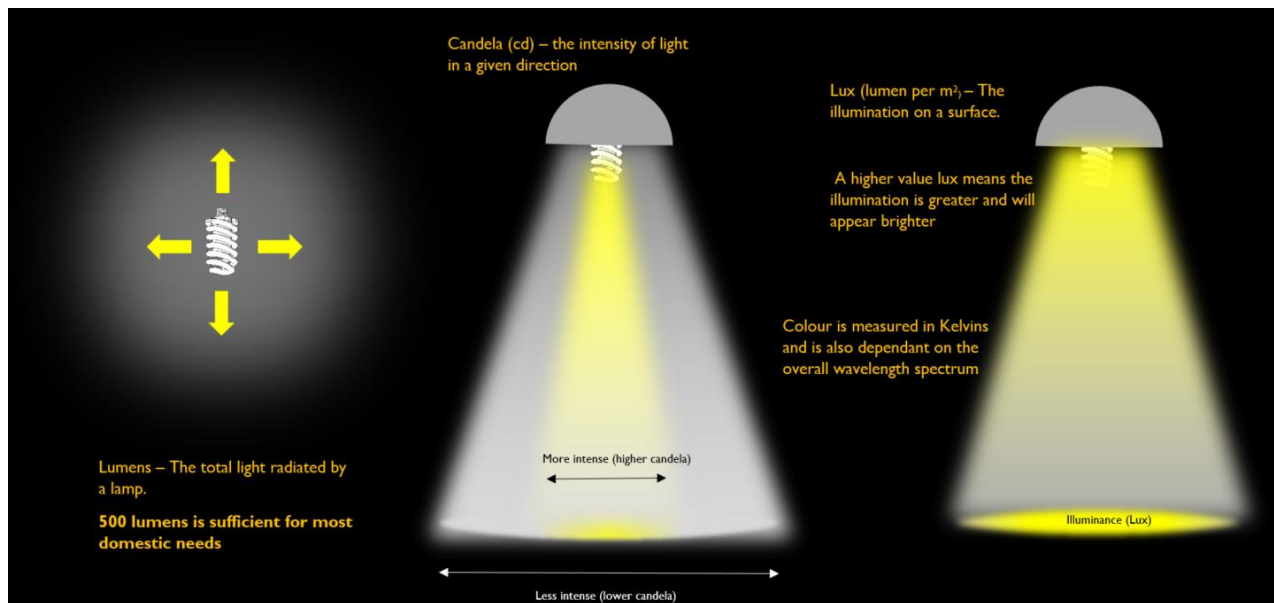 Candela (cd) – the intensity of light
in a given direction
Lux (lumen per m²) – The
illumination on a surface.
A higher value lux means the
illumination is greater and will
appear brighter
Colour is measured in Kelvins
and is also dependant on the
overall wavelength spectrum
Lumens – The total light radiated by
a lamp.
500 lumens is sufficient for most
domestic needs
More intense (higher candela)
Less intense (lower candela)
Illuminance (Lux)